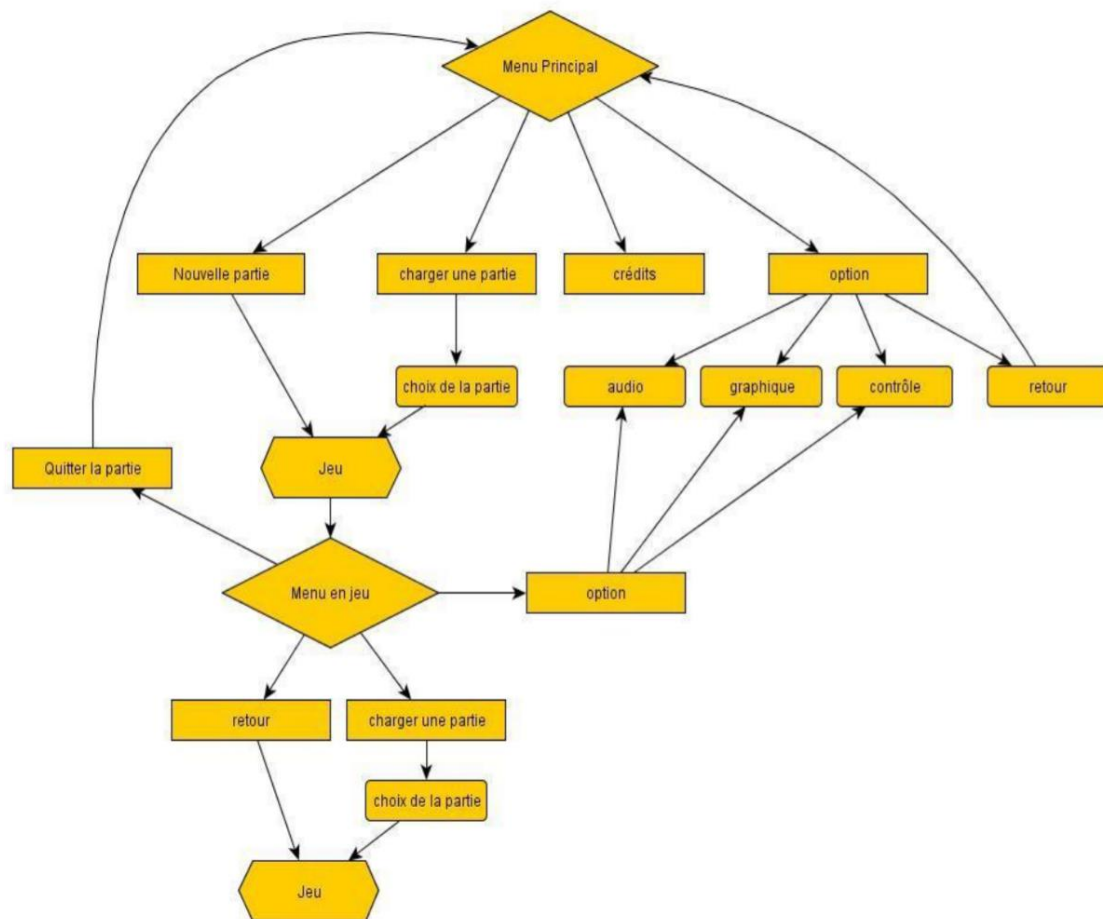 Menu Principal
Nouvelle partie
charger une partie
crédits
option
choix de la partie
audio
graphique
contrôle
retour
Quitter la partie
Jeu
Menu en jeu
option
retour
charger une partie
choix de la partie
Jeu